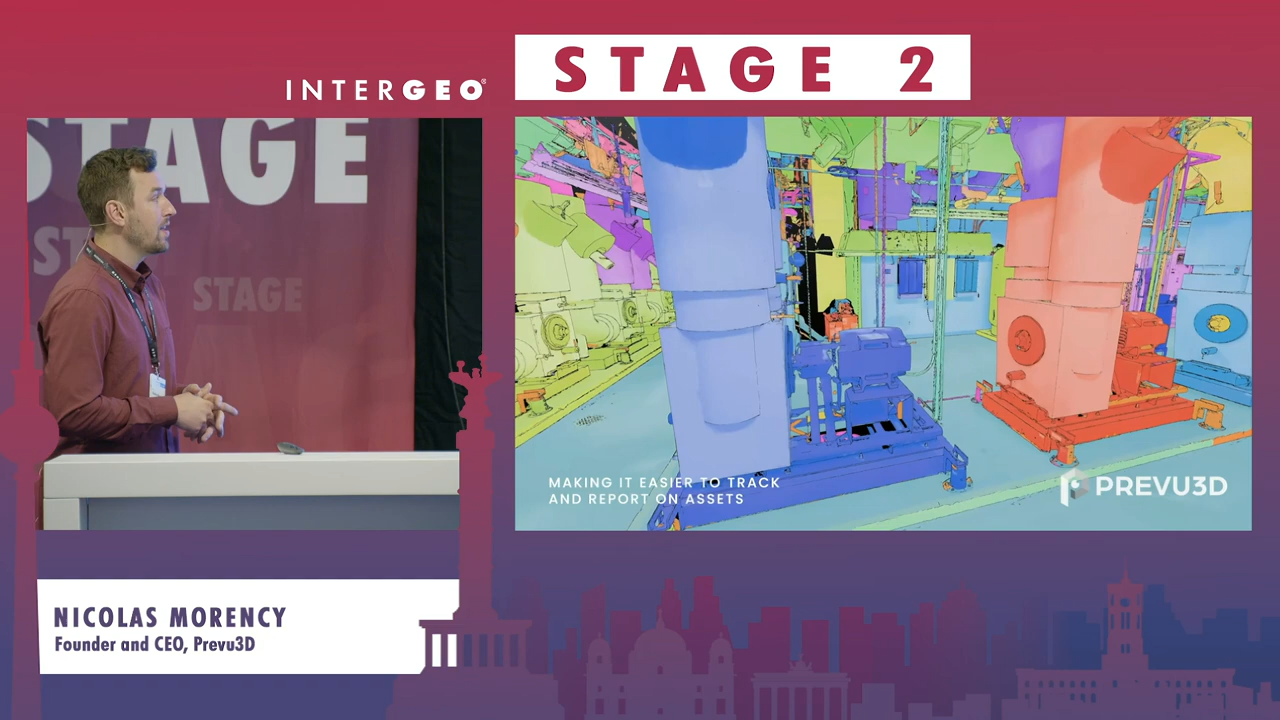 INTERGEO®
STAGE 2
STAGE
ST
STAGE
MAKING IT EASIER TO TRACK
AND REPORT ON ASSETS
PREVU3D
NICOLAS MORENCY
Founder and CEO, Prevu3D